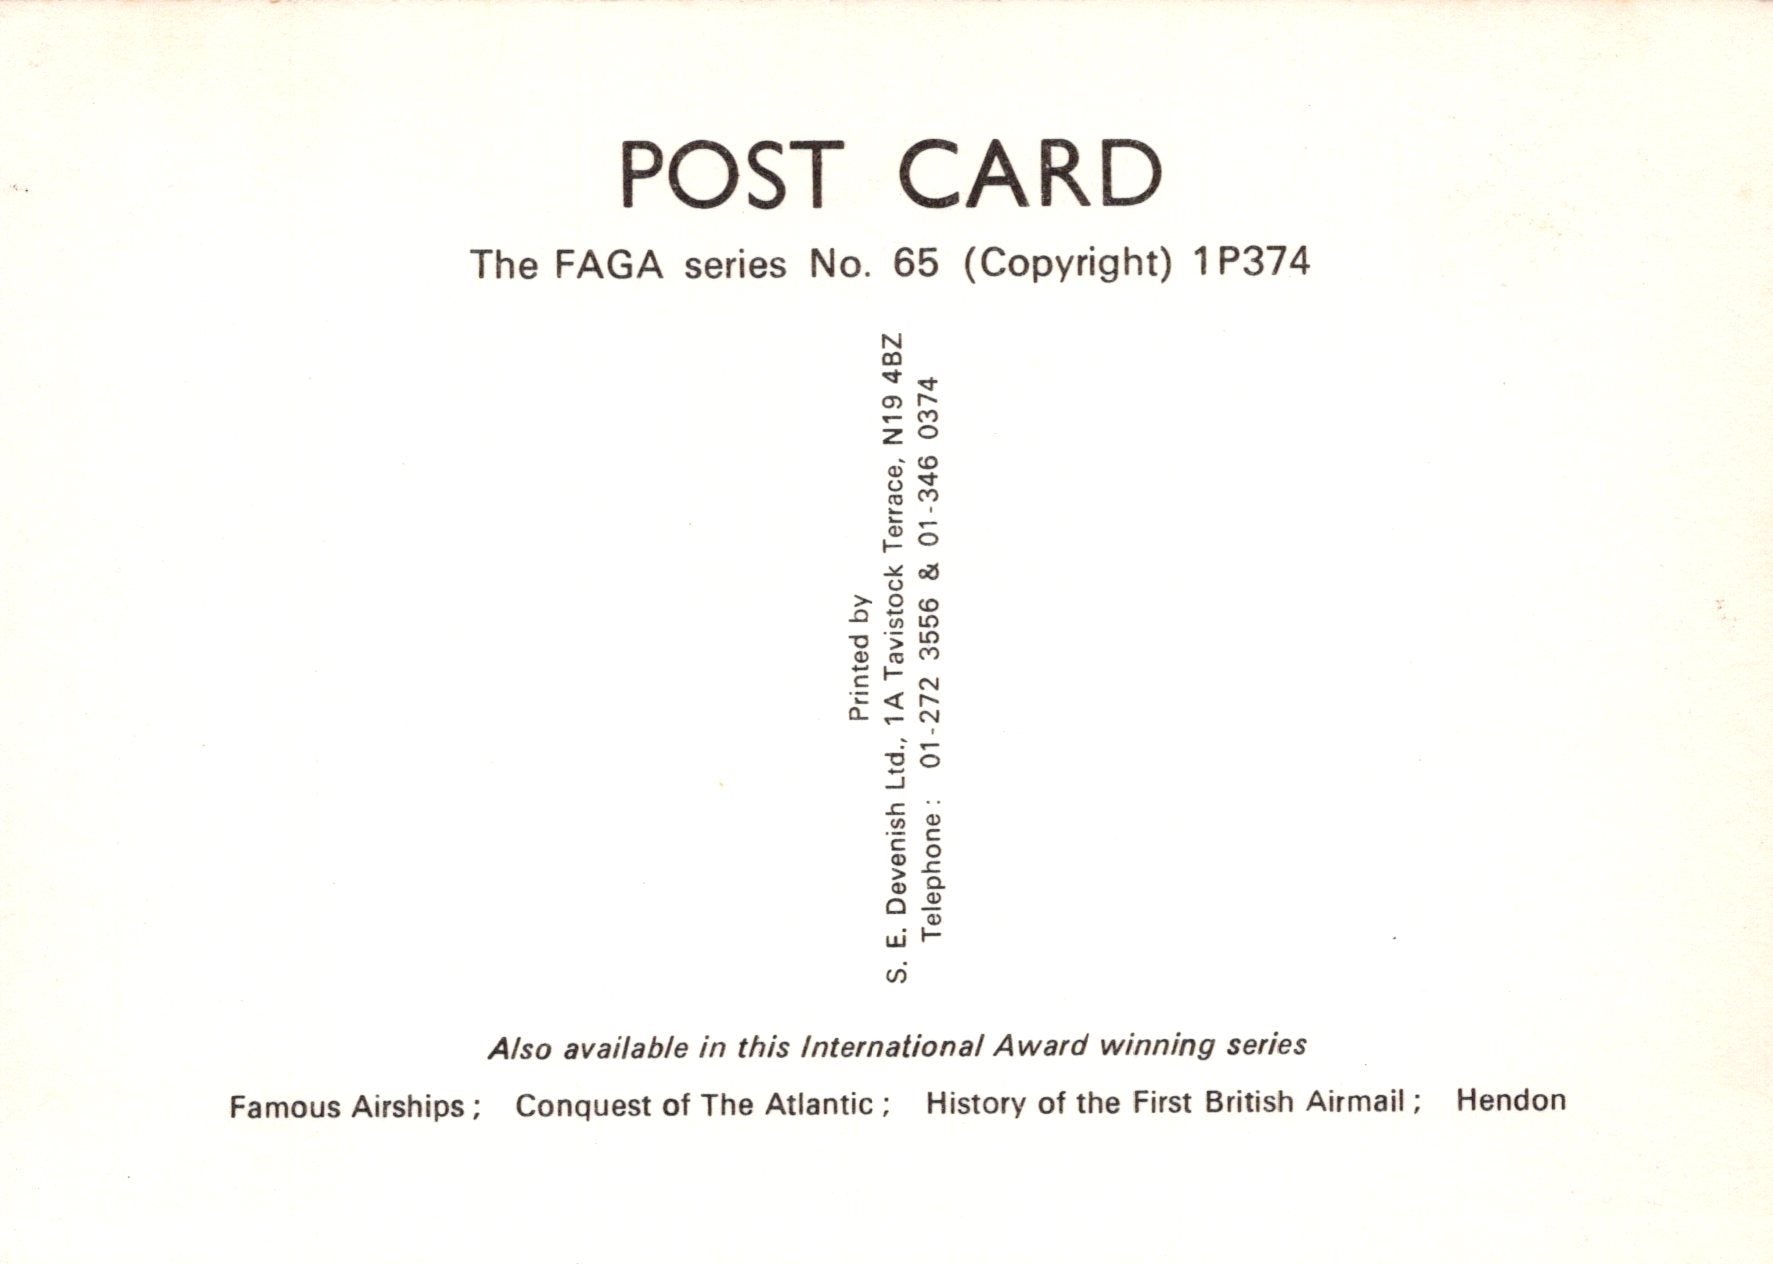 POST CARD
The FAGA series No. 65 (Copyright) 1P374
Printed by
S. E. Devenish Ltd., 1A Tavistock Terrace, N19 4BZ
Telephone : 01-272 3556 & 01-346 0374
Also available in this International Award winning series
Famous Airships ; Conquest of The Atlantic ; History of the First British Airmail ; Hendon